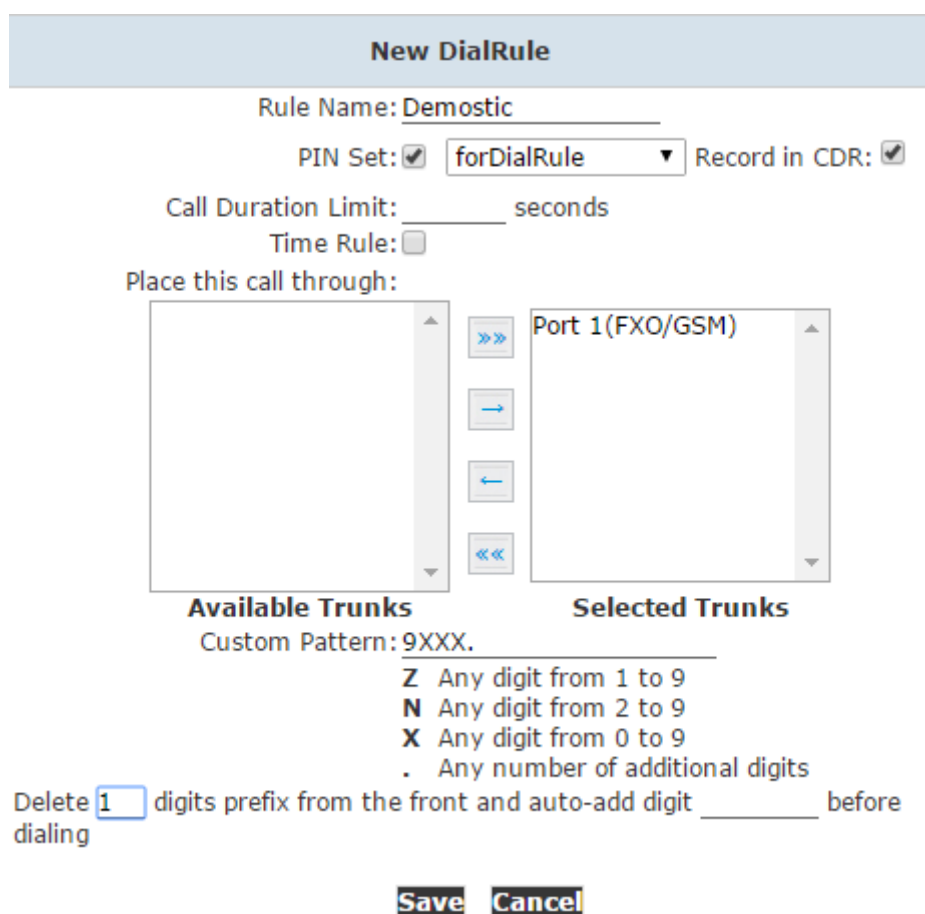 New DialRule
Rule Name: Demostic
PIN Set: forDialRule Record in CDR:
Call Duration Limit: seconds
Time Rule:
Place this call through:
Port 1(FXO/GSM)
Available Trunks Selected Trunks
Custom Pattern: 9XXX.
Z Any digit from 1 to 9
N Any digit from 2 to 9
X Any digit from 0 to 9
. Any number of additional digits
Delete 1 digits prefix from the front and auto-add digit before
dialing
Save Cancel